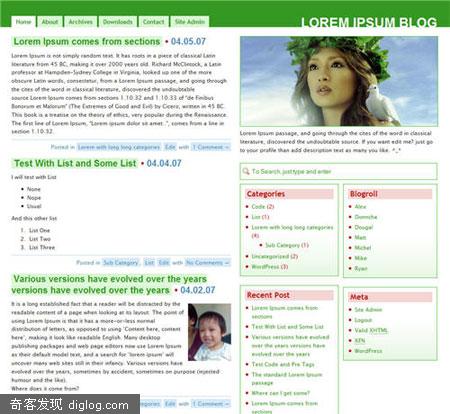 Home About Archives Downloads Contact Site Admin
LOREM IPSUM BLOG
Lorem Ipsum comes from sections • 04.05.07
Lorem Ipsum is not simply random text. It has roots in a piece of classical Latin
literature from 45 BC, making it over 2000 years old. Richard McClintock, a Latin
professor at Hampden-Sydney College in Virginia, looked up one of the more
obscure Latin words, consectetur, from a Lorem Ipsum passage, and going
through the cites of the word in classical literature, discovered the undoubtable
source Lorem Ipsum comes from sections 1.10.32 and 1.10.33 of "de Finibus
Bonorum et Malorum" (The Extremes of Good and Evil) by Cicero, written in 45 BC.
This book is a treatise on the theory of ethics, very popular during the Renaissance.
The first line of Lorem Ipsum, "Lorem ipsum dolor sit amet..", comes from a line in
section 1.10.32.
Posted in Lorem with long long categories Edit with 1 Comment →
Test With List and Some List • 04.04.07
I will test with List
None
Nope
Usual
And this other list
1. List One
2. List Two
3. List Three
Posted in Sub Category, List Edit with No Comments →
Various versions have evolved over the years
versions have evolved over the years • 04.02.07
It is a long established fact that a reader will be distracted by the
readable content of a page when looking at its layout. The point of
using Lorem Ipsum is that it has a more-or-less normal
distribution of letters, as opposed to using 'Content here, content
here', making it look like readable English. Many desktop
publishing packages and web page editors now use Lorem Ipsum
as their default model text, and a search for 'lorem ipsum' will
uncover many web sites still in their infancy. Various versions have
evolved over the years, sometimes by accident, sometimes on purpose (injected
humour and the like).
Where does it come from?
with 1 Comment →
Lorem Ipsum passage, and going through the cites of the word in classical
literature, discovered the undoubtable source. If you want edit me? just go
to your profile than add description text as many you like. ^_^
To Search, just type and enter
Categories
Code (2)
List (1)
Lorem with long long categories
(4)
Sub Category (1)
Uncategorized (2)
WordPress (3)
Blogroll
Alex
Donncha
Dougal
Matt
Michel
Mike
Ryan
Recent Post
Lorem Ipsum comes from
sections
Test With List and Some List
Various versions have evolved
over the years versions have
evolved over the years
Test Code and Pre Tags
The standard Lorem Ipsum
passage
Where can I get some?
Meta
Site Admin
Logout
Valid XHTML
XFN
WordPress
奇客发现 diglog.com